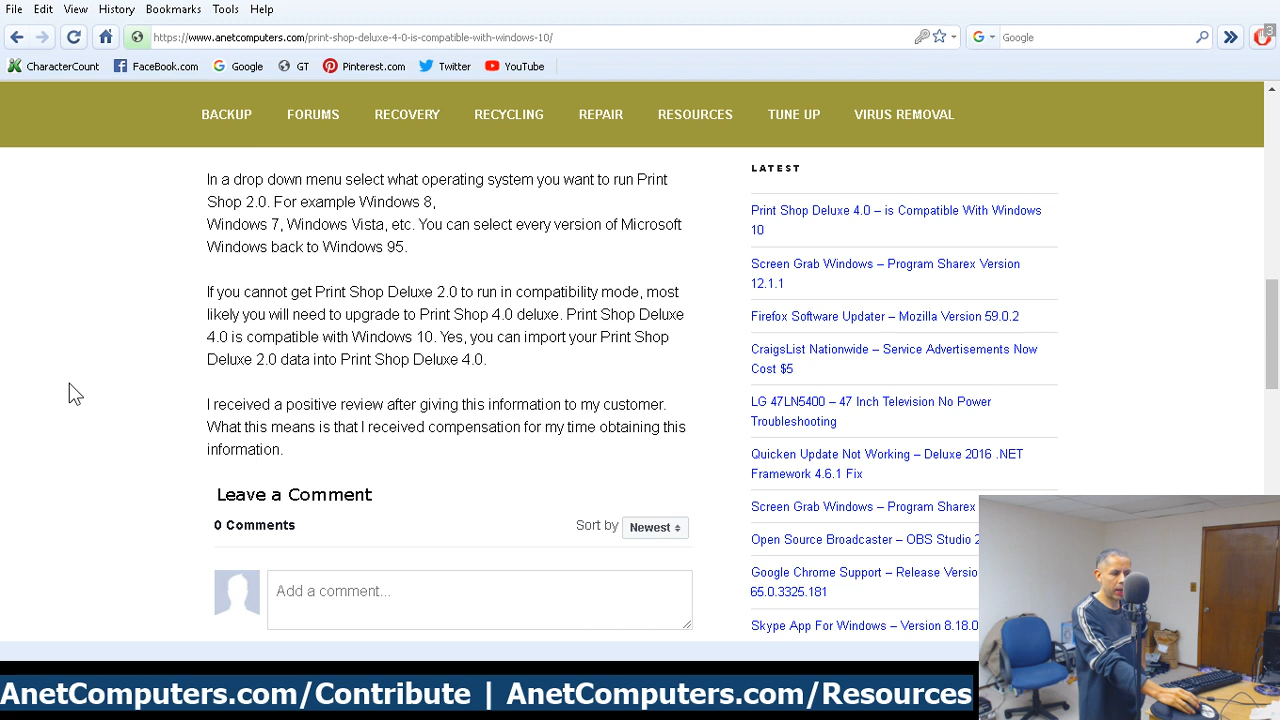 File Edit View History Bookmarks Tools Help
https://www.anetcomputers.com/print-shop-deluxe-4-0-is-compatible-with-windows-10/
Google
3
CharacterCount FaceBook.com Google GT Pinterest.com Twitter YouTube
BACKUP FORUMS RECOVERY RECYCLING REPAIR RESOURCES TUNE UP VIRUS REMOVAL
In a drop down menu select what operating system you want to run Print
Shop 2.0. For example Windows 8,
Windows 7, Windows Vista, etc. You can select every version of Microsoft
Windows back to Windows 95.
If you cannot get Print Shop Deluxe 2.0 to run in compatibility mode, most
likely you will need to upgrade to Print Shop 4.0 deluxe. Print Shop Deluxe
4.0 is compatible with Windows 10. Yes, you can import your Print Shop
Deluxe 2.0 data into Print Shop Deluxe 4.0.
I received a positive review after giving this information to my customer.
What this means is that I received compensation for my time obtaining this
information.
Leave a Comment
0 Comments
Sort by Newest
Add a comment...
LATEST
Print Shop Deluxe 4.0 – is Compatible With Windows
10
Screen Grab Windows – Program Sharex Version
12.1.1
Firefox Software Updater – Mozilla Version 59.0.2
CraigsList Nationwide – Service Advertisements Now
Cost $5
LG 47LN5400 – 47 Inch Television No Power
Troubleshooting
Quicken Update Not Working – Deluxe 2016 .NET
Framework 4.6.1 Fix
Screen Grab Windows – Program Sharex
Open Source Broadcaster – OBS Studio 2
Google Chrome Support – Release Versio
65.0.3325.181
Skype App For Windows – Version 8.18.0
AnetComputers.com/Contribute | AnetComputers.com/Resources